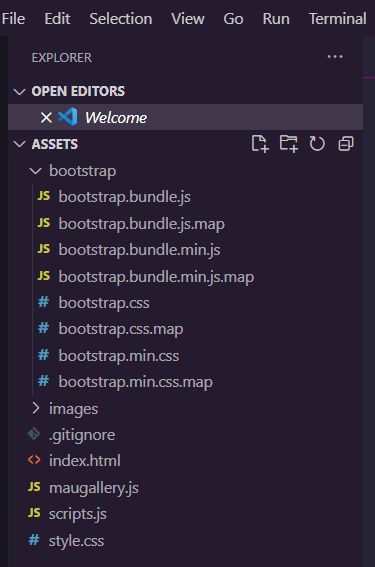 File Edit Selection View Go Run Terminal
EXPLORER
OPEN EDITORS
Welcome
ASSETS
bootstrap
JS bootstrap.bundle.js
JS bootstrap.bundle.js.map
JS bootstrap.bundle.min.js
JS bootstrap.bundle.min.js.map
# bootstrap.css
# bootstrap.css.map
# bootstrap.min.css
# bootstrap.min.css.map
images
.gitignore
<> index.html
JS maugallery.js
JS scripts.js
# style.css